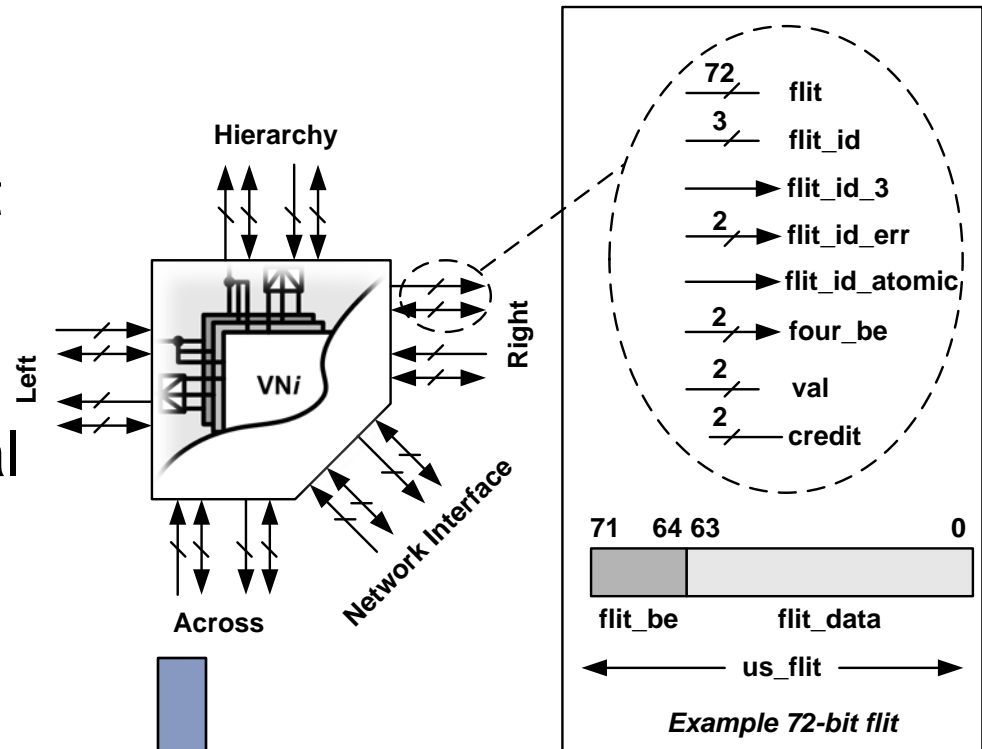 Hierarchy
Left
VNi
Right
Across
Network Interface
al
72
flit
3
flit_id
flit_id_3
2
flit_id_err
flit_id_atomic
2
four_be
2
val
2
credit
71 64 63 0
flit_be flit_data
us_flit
Example 72-bit flit